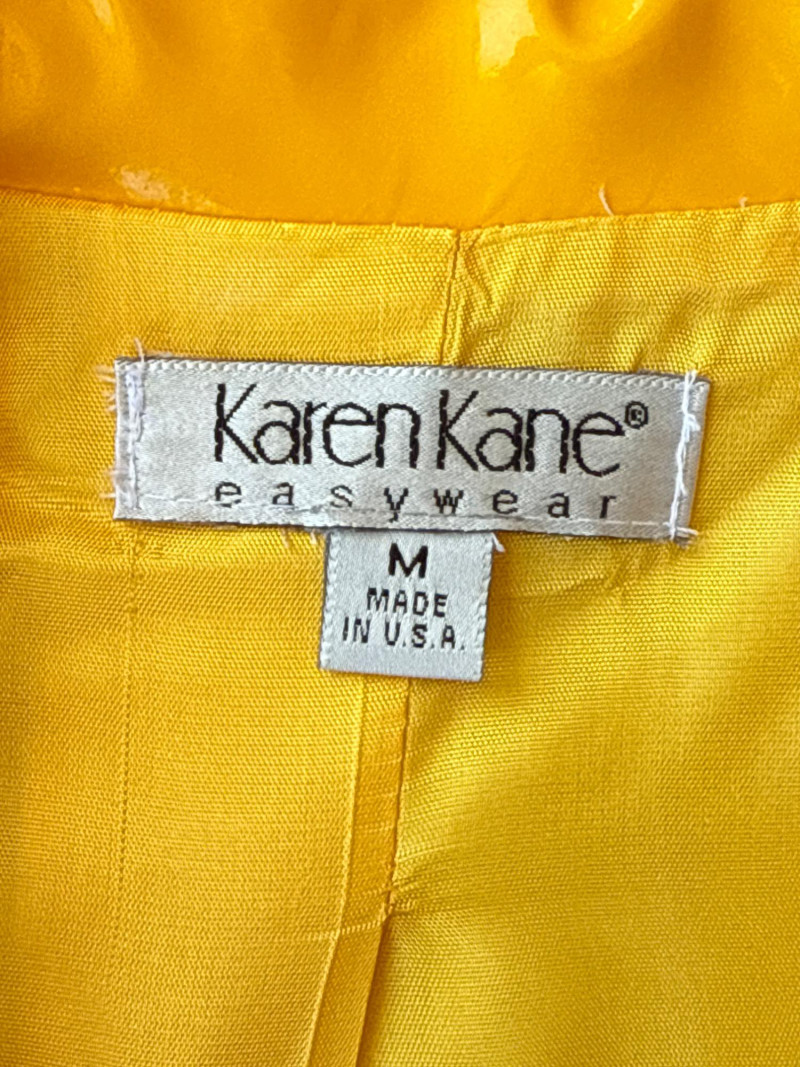 Karen Kane®
easywear
M
MADE
IN U.S.A.